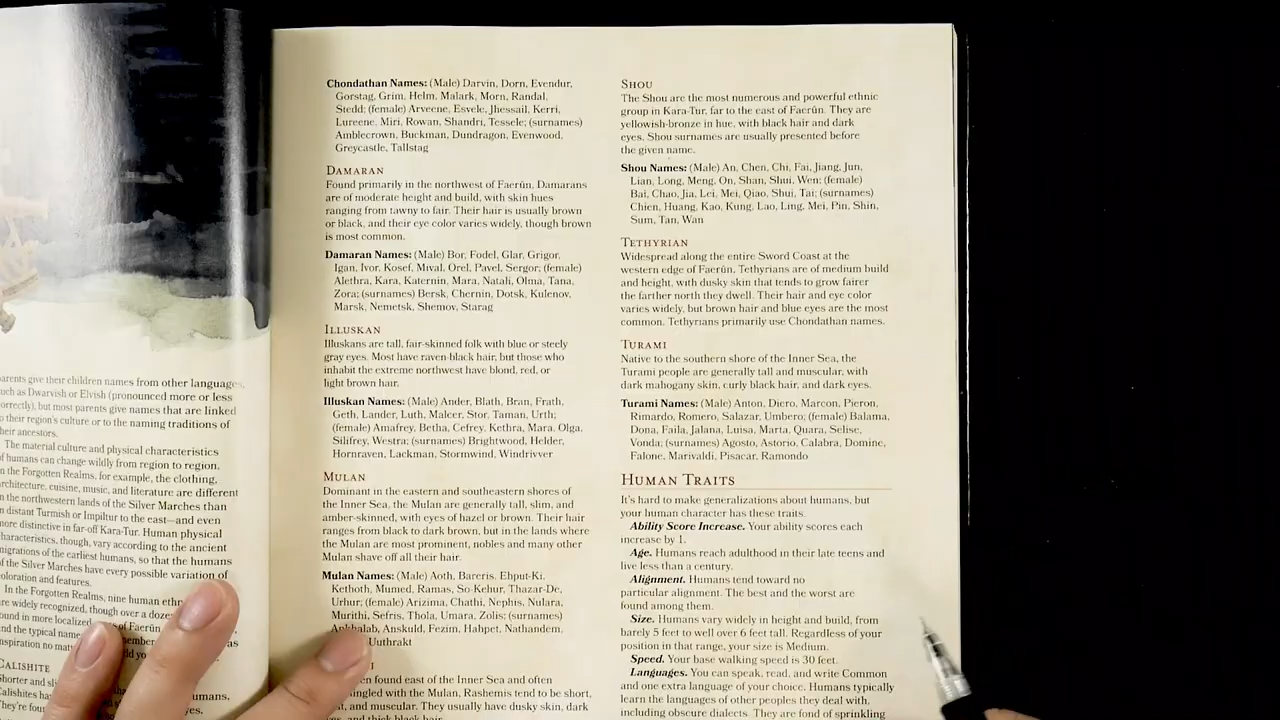 arents give their children names from other languages,
uch as Dwarvish or Elvish (pronounced more or less
orrectly), but most parents give names that are linked
o their region's culture or to the naming traditions of
heir ancestors.
The material culture and physical characteristics
f humans can change wildly from region to region.
n the Forgotten Realms, for example, the clothing,
rchitecture, cuisine, music, and literature are different
n the northwestern lands of the Silver Marches than
n distant Turmish or Impiltur to the east—and even
more distinctive in far-off Kara-Tur. Human physical
haracteristics, though, vary according to the ancient
migrations of the earliest humans, so that the humans
f the Silver Marches have every possible variation of
oloration and features.
In the Forgotten Realms, nine human ethn
re widely recognized, though over a doze
ound in more localized of Faerûn
nd the typical name member
nspiration no mat ld yo as
CALISHITE
Shorter and sli tha umans,
Calishites ha
They're foun yes.
Chondathan Names: (Male) Darvin, Dorn, Evendur,
Gorstag, Grim, Helm, Malark, Morn, Randal,
Stedd; (female) Arveene, Esvele, Jhessail, Kerri,
Lureene, Miri, Rowan, Shandri, Tessele; (surnames)
Amblecrown, Buckman, Dundragon, Evenwood,
Greycastle, Tallstag
DAMARAN
Found primarily in the northwest of Faerûn, Damarans
are of moderate height and build, with skin hues
ranging from tawny to fair. Their hair is usually brown
or black, and their eye color varies widely, though brown
is most common.
Damaran Names: (Male) Bor, Fodel, Glar, Grigor,
Igan, Ivor, Kosef, Mival, Orel, Pavel, Sergor; (female)
Alethra, Kara, Katernin, Mara, Natali, Olma, Tana,
Zora; (surnames) Bersk, Chernin, Dotsk, Kulenov,
Marsk, Nemetsk, Shemov, Starag
ILLUSKAN
Illuskans are tall, fair-skinned folk with blue or steely
gray eyes. Most have raven-black hair, but those who
inhabit the extreme northwest have blond, red, or
light brown hair.
Illuskan Names: (Male) Ander, Blath, Bran, Frath,
Geth, Lander, Luth, Malcer, Stor, Taman, Urth;
(female) Amafrey, Betha, Cefrey, Kethra, Mara, Olga,
Silifrey, Westra; (surnames) Brightwood, Helder,
Hornraven, Lackman, Stormwind, Windrivver
MULAN
Dominant in the eastern and southeastern shores of
the Inner Sea, the Mulan are generally tall, slim, and
amber-skinned, with eyes of hazel or brown. Their hair
ranges from black to dark brown, but in the lands where
the Mulan are most prominent, nobles and many other
Mulan shave off all their hair.
Mulan Names: (Male) Aoth, Bareris, Ehput-Ki,
Kethoth, Mumed, Ramas, So-Kehur, Thazar-De,
Urhur; (female) Arizima, Chathi, Nephis, Nulara,
Murithi, Sefris, Thola, Umara, Zolis; (surnames)
Ankhalab, Anskuld, Fezim, Hahpet, Nathandem,
Uuthrakt
en found east of the Inner Sea and often
ngled with the Mulan, Rashemis tend to be short,
ut, and muscular. They usually have dusky skin, dark
eyes, and thick black hair.
SHOU
The Shou are the most numerous and powerful ethnic
group in Kara-Tur, far to the east of Faerûn. They are
yellowish-bronze in hue, with black hair and dark
eyes. Shou surnames are usually presented before
the given name.
Shou Names: (Male) An, Chen, Chi, Fai, Jiang, Jun,
Lian, Long, Meng, On, Shan, Shui, Wen; (female)
Bai, Chao, Jia, Lei, Mei, Qiao, Shui, Tai; (surnames)
Chien, Huang, Kao, Kung, Lao, Ling, Mei, Pin, Shin,
Sum, Tan, Wan
TETHYRIAN
Widespread along the entire Sword Coast at the
western edge of Faerûn, Tethyrians are of medium build
and height, with dusky skin that tends to grow fairer
the farther north they dwell. Their hair and eye color
varies widely, but brown hair and blue eyes are the most
common. Tethyrians primarily use Chondathan names.
TURAMI
Native to the southern shore of the Inner Sea, the
Turami people are generally tall and muscular, with
dark mahogany skin, curly black hair, and dark eyes.
Turami Names: (Male) Anton, Diero, Marcon, Pieron,
Rimardo, Romero, Salazar, Umbero; (female) Balama,
Dona, Faila, Jalana, Luisa, Marta, Quara, Selise,
Vonda; (surnames) Agosto, Astorio, Calabra, Domine,
Falone, Marivaldi, Pisacar, Ramondo
HUMAN TRAITS
It's hard to make generalizations about humans, but
your human character has these traits.
Ability Score Increase. Your ability scores each
increase by 1.
Age. Humans reach adulthood in their late teens and
live less than a century.
Alignment. Humans tend toward no
particular alignment. The best and the worst are
found among them.
Size. Humans vary widely in height and build, from
barely 5 feet to well over 6 feet tall. Regardless of your
position in that range, your size is Medium.
Speed. Your base walking speed is 30 feet.
Languages. You can speak, read, and write Common
and one extra language of your choice. Humans typically
learn the languages of other peoples they deal with,
including obscure dialects. They are fond of sprinkling